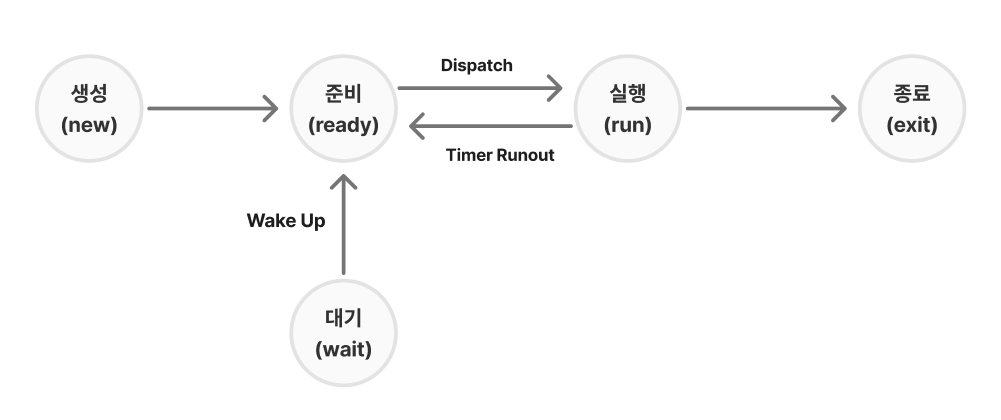 생성
(new)
준비
(ready)
Dispatch
Timer Runout
실행
(run)
종료
(exit)
Wake Up
대기
(wait)